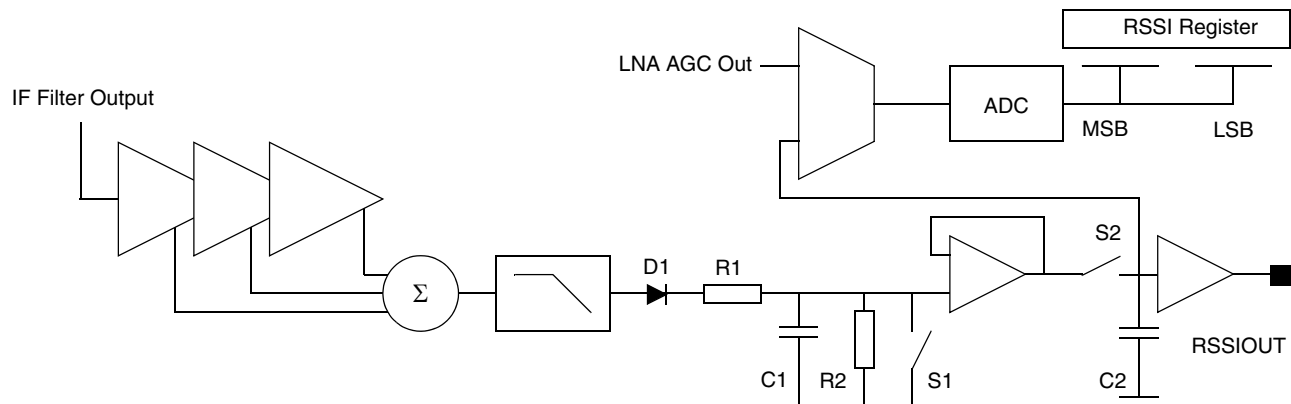 RSSI Register
LNA AGC Out
ADC
IF Filter Output
MSB
LSB
S2
D1
R1
Σ
RSSIOUT
C1
R2
S1
C2